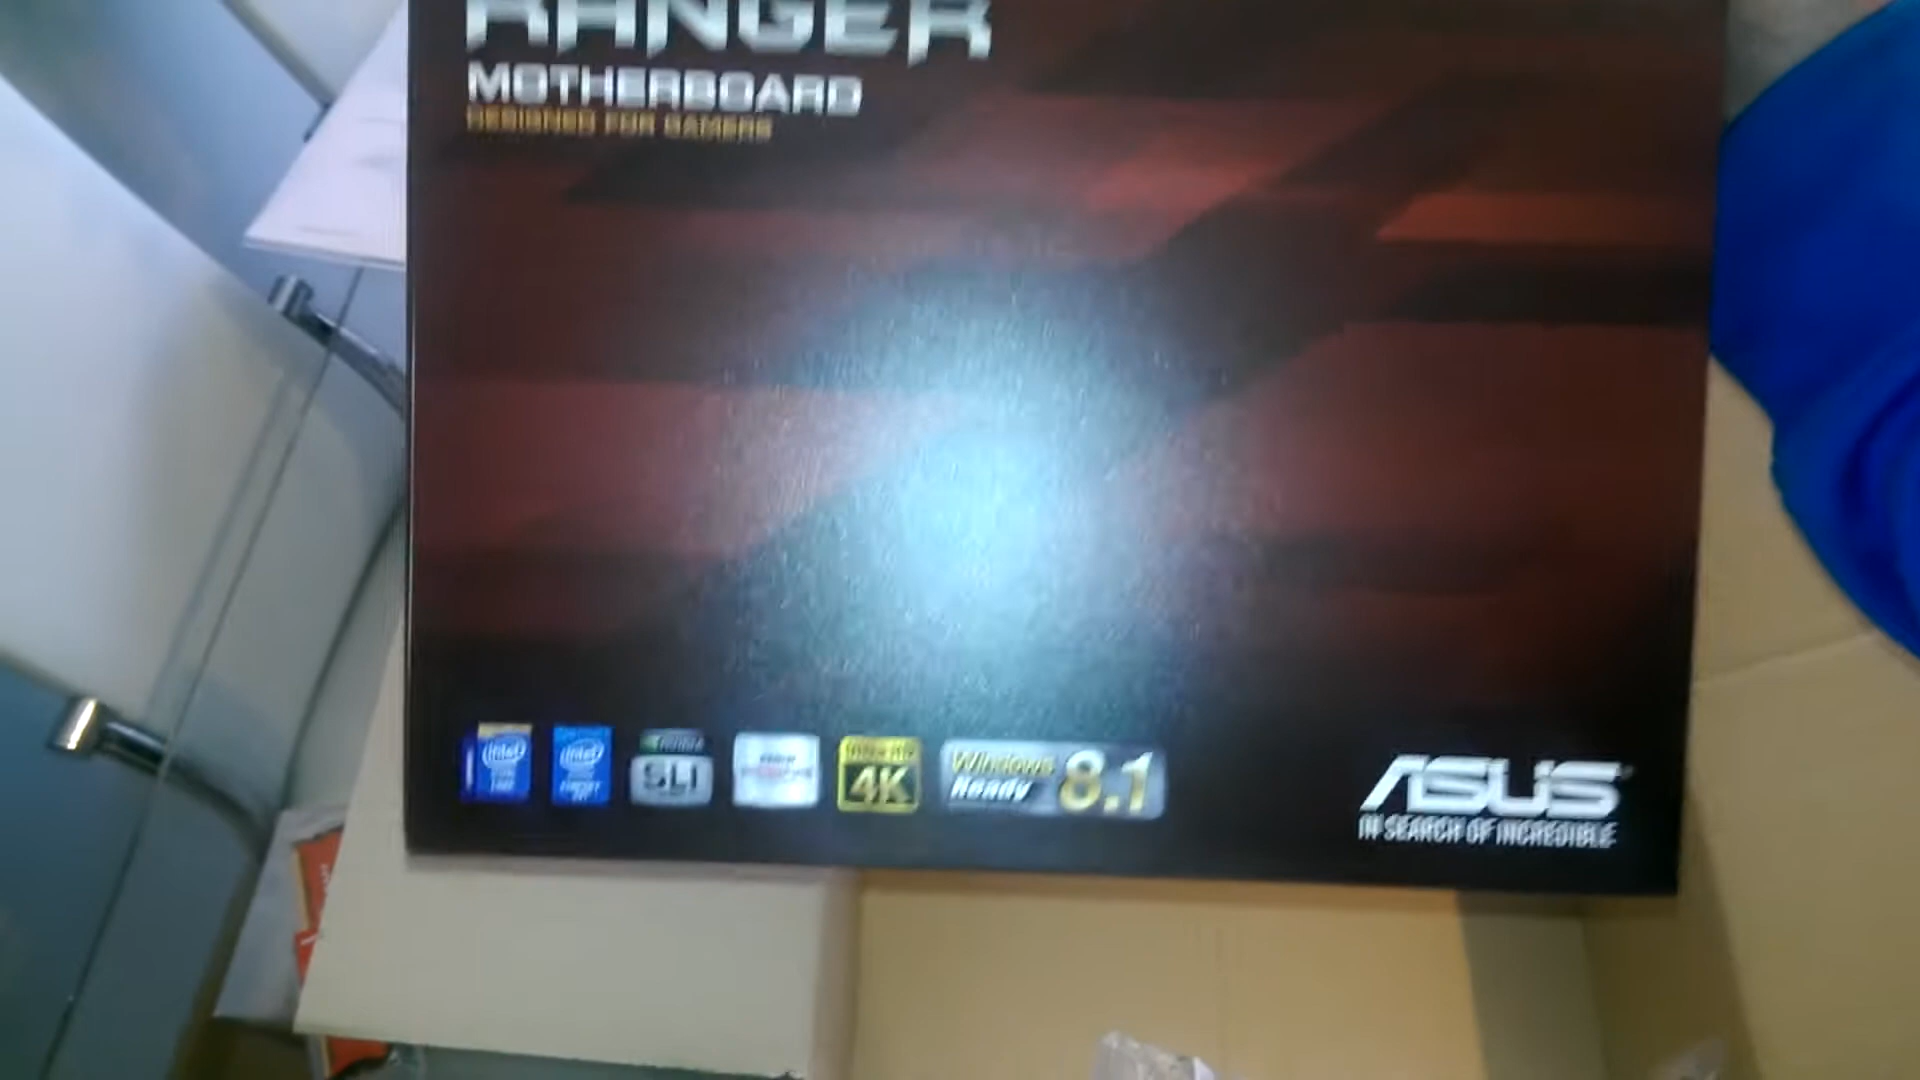 RANGER
MOTHERBOARD
DESIGNED FOR GAMERS
intel
intel
SLI
4K
Windows
Ready
8.1
ASUS
IN SEARCH OF INCREDIBLE